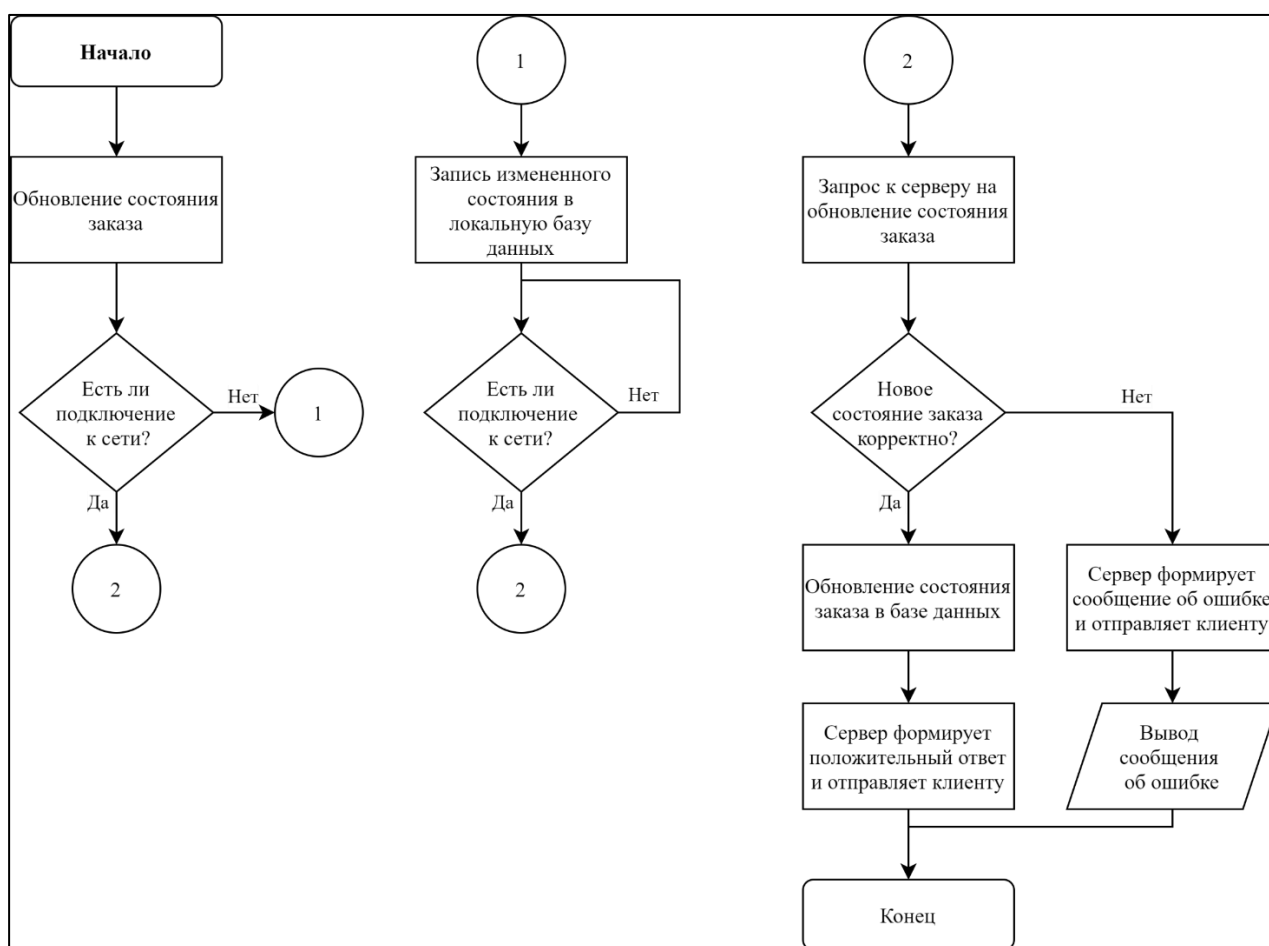 Начало
Обновление состояния
заказа
Есть ли
подключение
к сети?
Нет
1
Да
2
1
Запись измененного
состояния в
локальную базу
данных
Есть ли
подключение
к сети?
Нет
Да
2
2
Запрос к серверу на
обновление состояния
заказа
Новое
состояние заказа
корректно?
Нет
Да
Обновление состояния
заказа в базе данных
Сервер формирует
положительный ответ
и отправляет клиенту
Сервер формирует
сообщение об ошибке
и отправляет клиенту
Вывод
сообщения
об ошибке
Конец